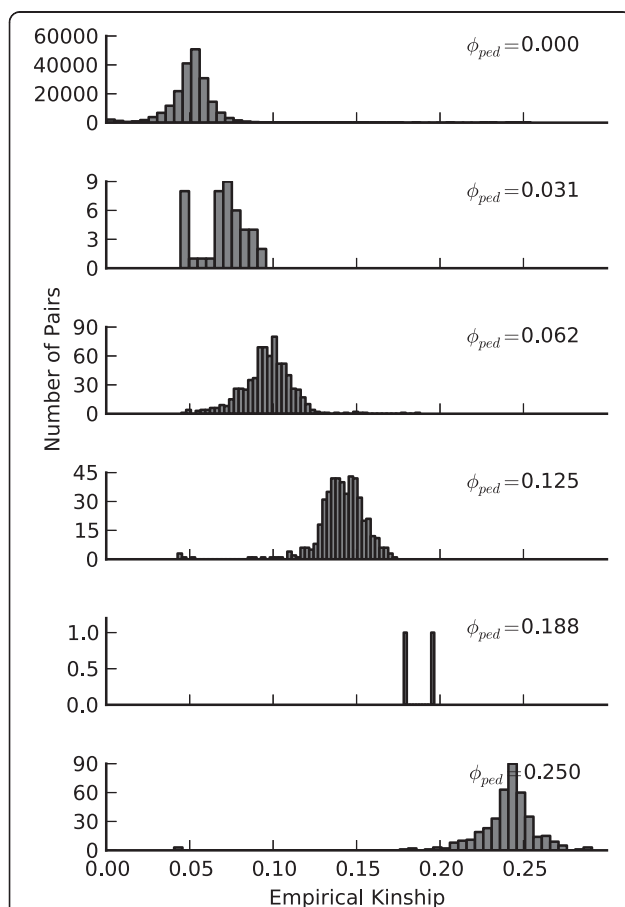 60000
40000
20000
0
ϕped=0.000
9
6
3
0
ϕped=0.031
Number of Pairs
90
60
30
0
ϕped=0.062
45
30
15
0
ϕped=0.125
1.0
0.5
0.0
ϕped=0.188
90
60
30
0
ϕped=0.250
0.00 0.05 0.10 0.15 0.20 0.25
Empirical Kinship